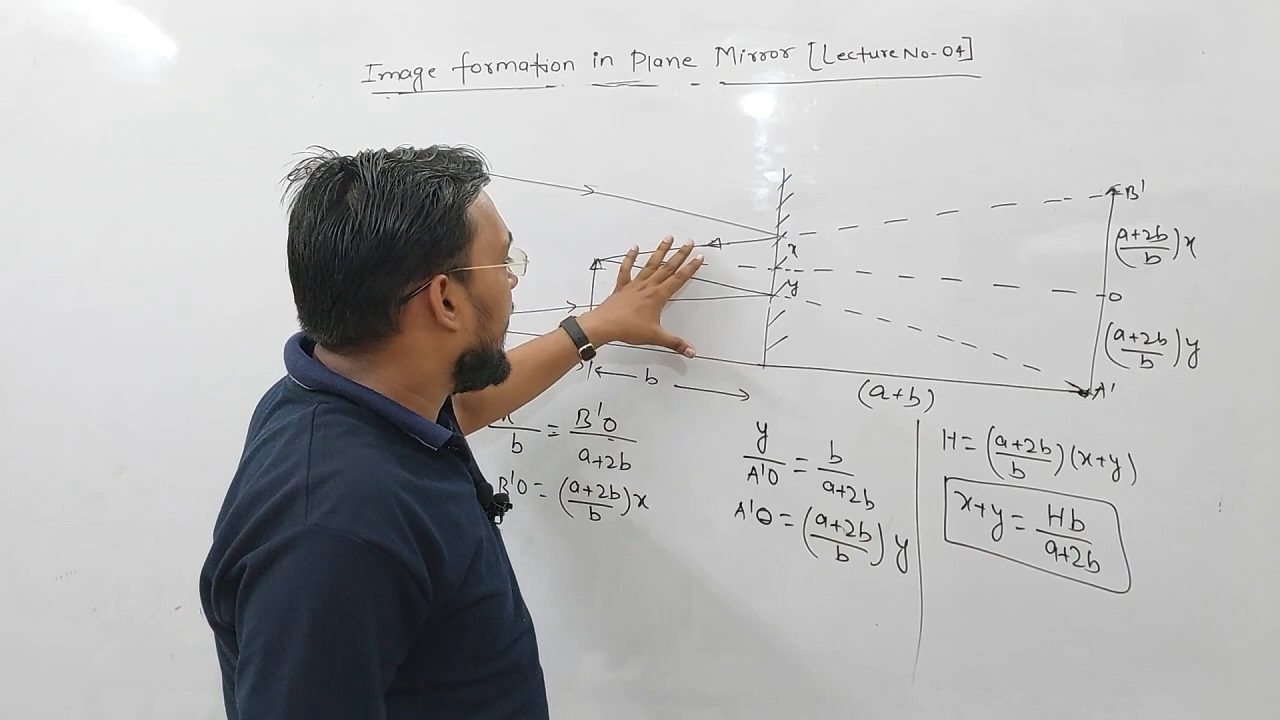 Image formation in Plane Mirror [Lecture No-04]
B'
(a+2b/b)x
x
O
y
(a+2b/b)y
A'
b
(a+b)
x/b = B'O/a+2b
B'O = (a+2b/b)x
y/A'O = b/a+2b
A'O = (a+2b/b)y
H = (a+2b/b)(x+y)
x+y = Hb/a+2b